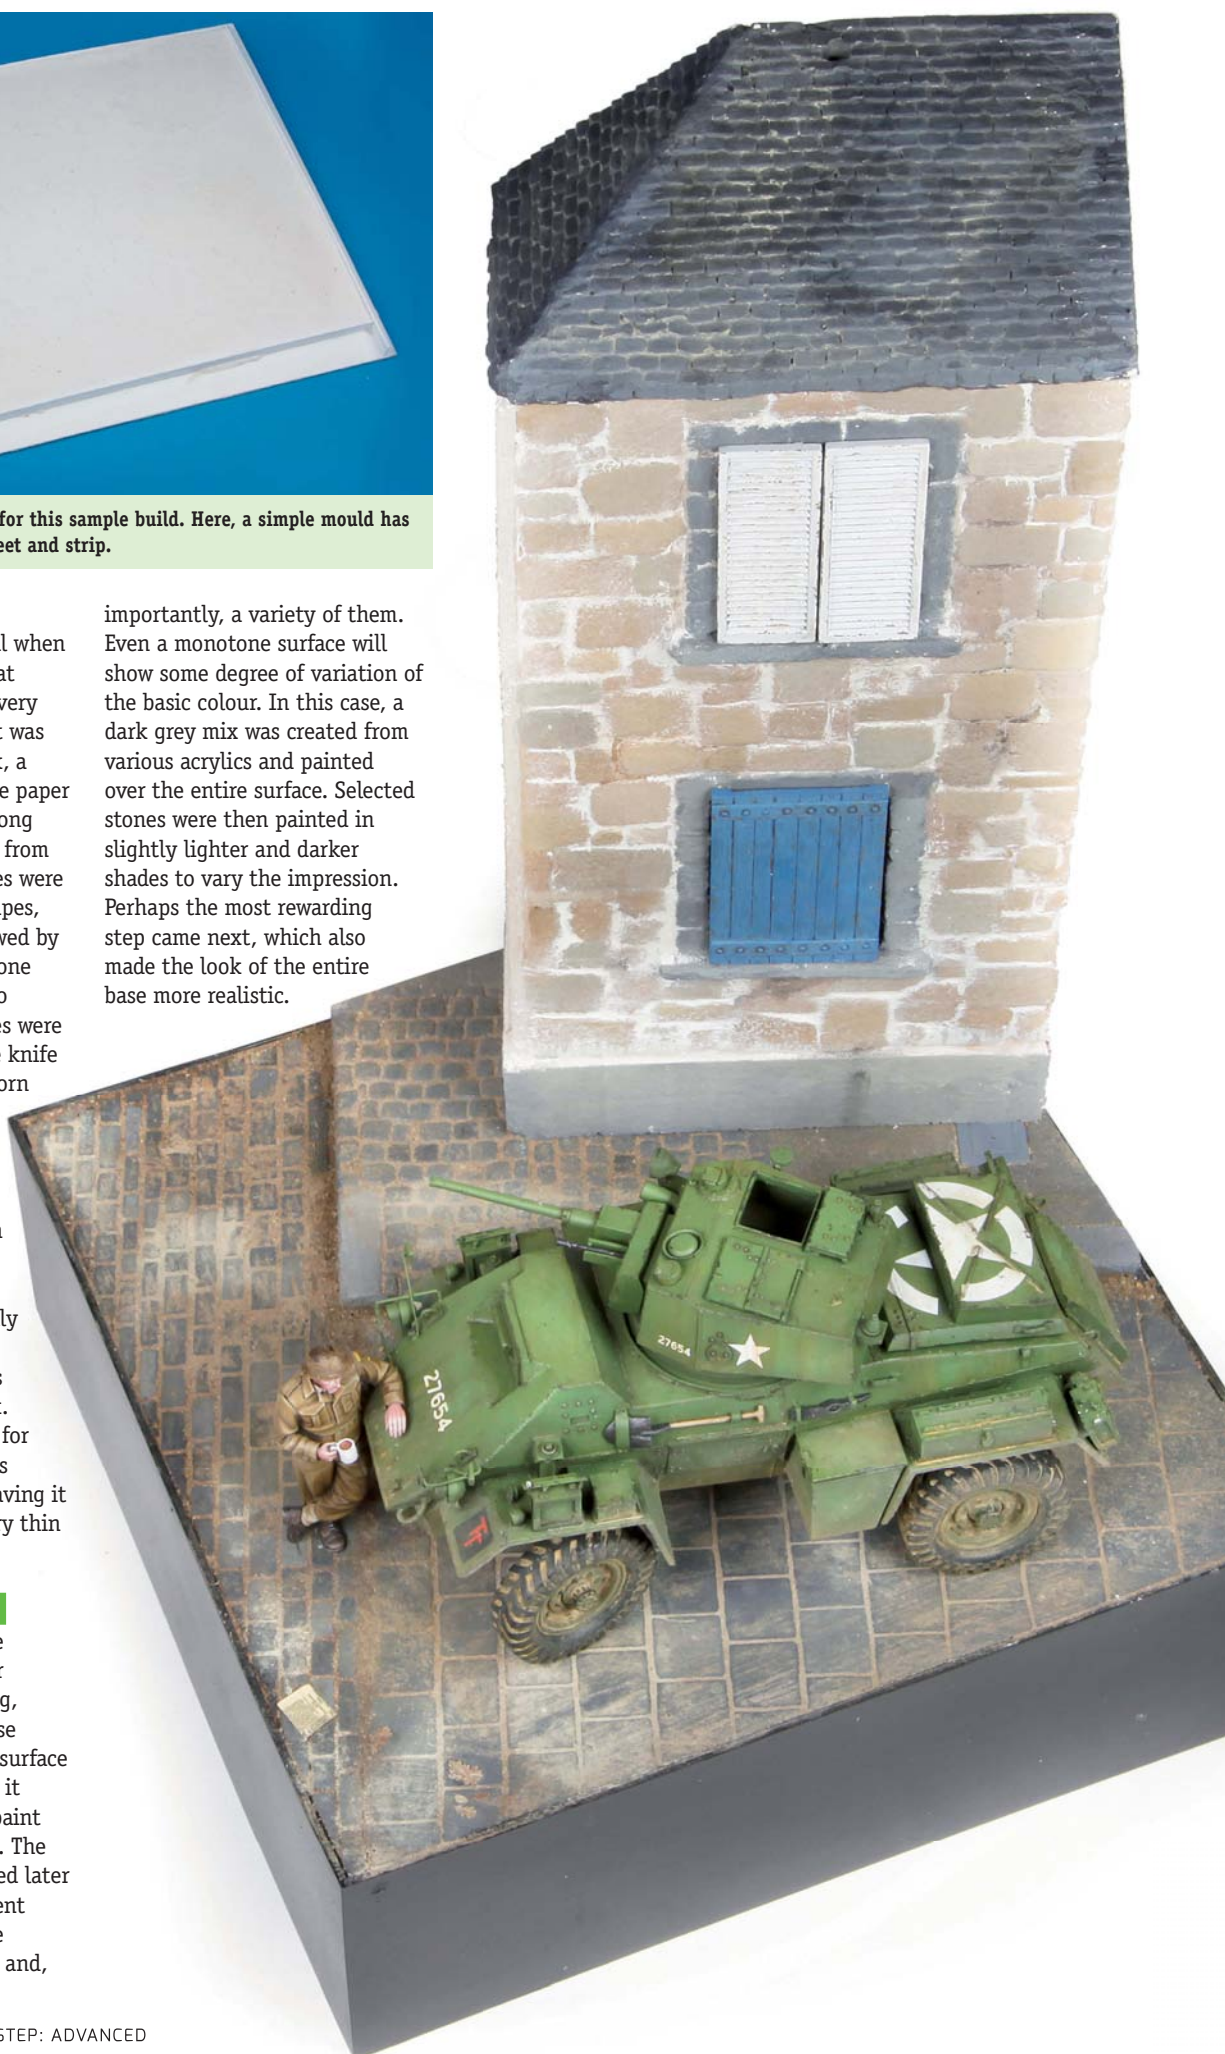 for this sample build. Here, a simple mould has
eet and strip.
l when
at
very
t was
, a
e paper
ong
from
es were
pes,
wed by
one
o
es were
knife
orn
ly
s
.
for
s
aving it
y thin
e
r
g,
se
surface
it
paint
. The
ed later
ent
e
and,
importantly, a variety of them.
Even a monotone surface will
show some degree of variation of
the basic colour. In this case, a
dark grey mix was created from
various acrylics and painted
over the entire surface. Selected
stones were then painted in
slightly lighter and darker
shades to vary the impression.
Perhaps the most rewarding
step came next, which also
made the look of the entire
base more realistic.
27654
27654
STEP: ADVANCED